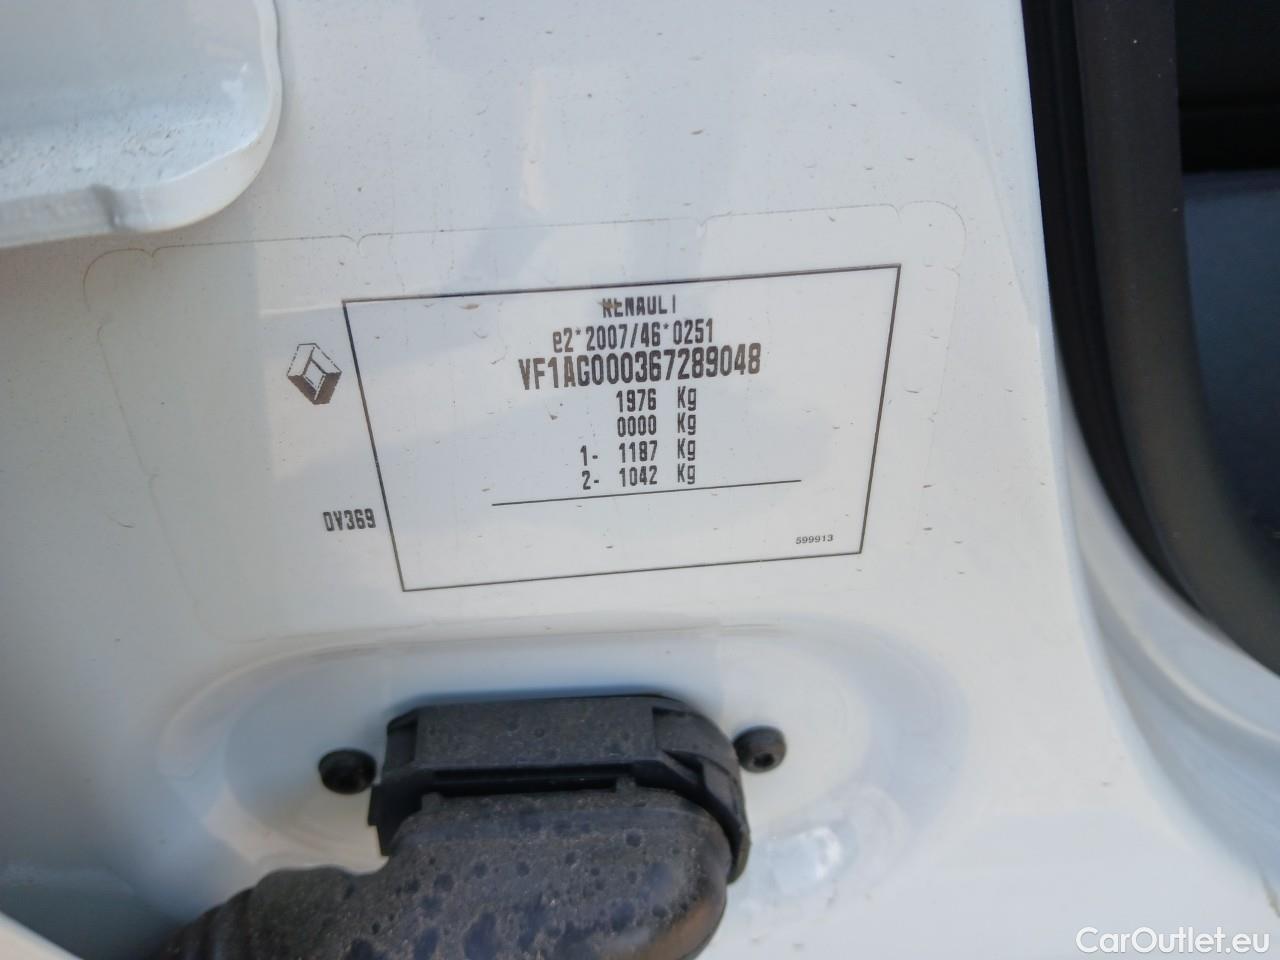 RENAULT
e2*2007/46*0251
VF1AG000367289048
1976 Kg
0000 Kg
1- 1187 Kg
2- 1042 Kg
DV369
599913
CarOutlet.eu